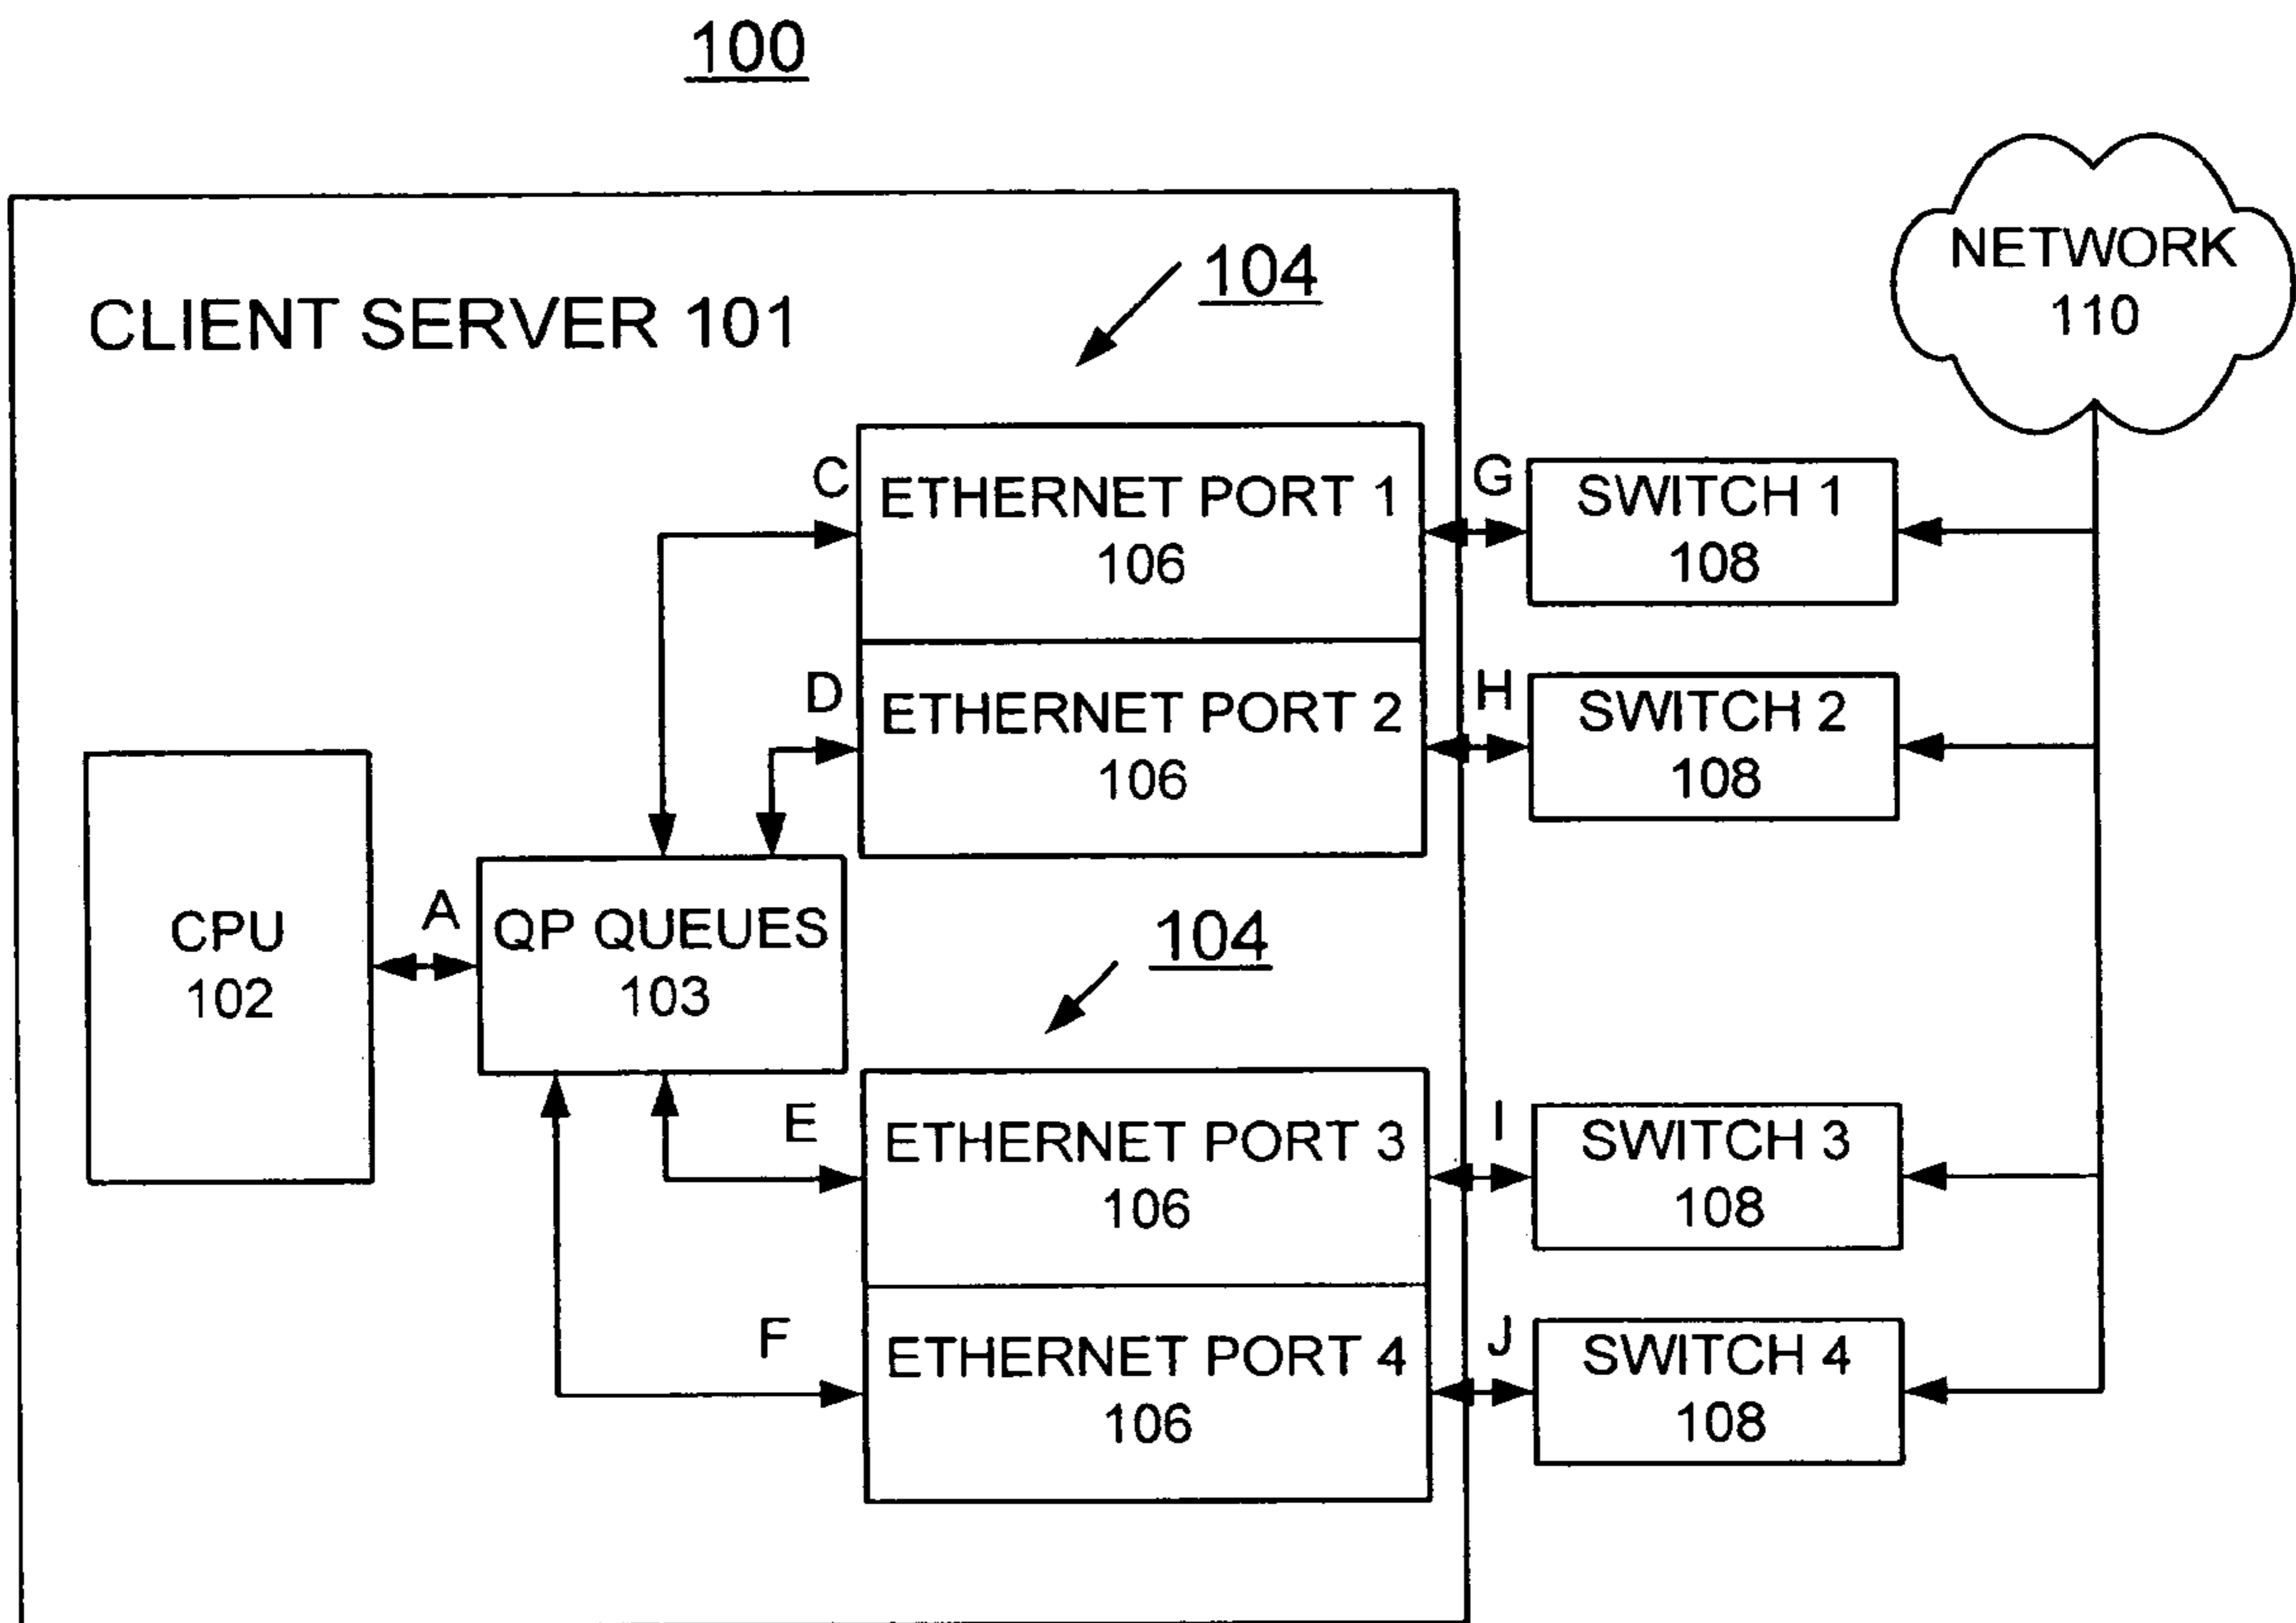 100
NETWORK
110
CLIENT SERVER 101
104
C
ETHERNET PORT 1
106
G
SWITCH 1
108
D
ETHERNET PORT 2
106
H
SWITCH 2
108
CPU
102
A
QP QUEUES
103
104
E
ETHERNET PORT 3
106
I
SWITCH 3
108
F
ETHERNET PORT 4
106
J
SWITCH 4
108